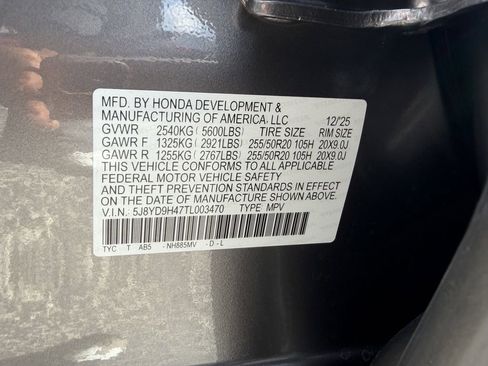 MFD. BY HONDA DEVELOPMENT &
MANUFACTURING OF AMERICA, LLC 12/'25
GVWR 2540KG (5600LBS) TIRE SIZE RIM SIZE
GAWR F 1325KG (2921LBS) 255/50R20 105H 20X9.0J
GAWR R 1255KG (2767LBS) 255/50R20 105H 20X9.0J
THIS VEHICLE CONFORMS TO ALL APPLICABLE
FEDERAL MOTOR VEHICLE SAFETY
AND THEFT PREVENTION STANDARDS IN EFFECT
ON THE DATE OF MANUFACTURE SHOWN ABOVE.
V.I.N.: 5J8YD9H47TL003470 TYPE: MPV
TYC T AB5 - NH885MV - D - L